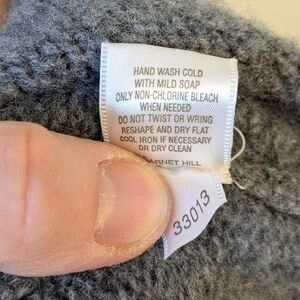 HAND WASH COLD
WITH MILD SOAP
ONLY NON-CHLORINE BLEACH
WHEN NEEDED
DO NOT TWIST OR WRING
RESHAPE AND DRY FLAT
COOL IRON IF NECESSARY
OR DRY CLEAN
HILL
33013